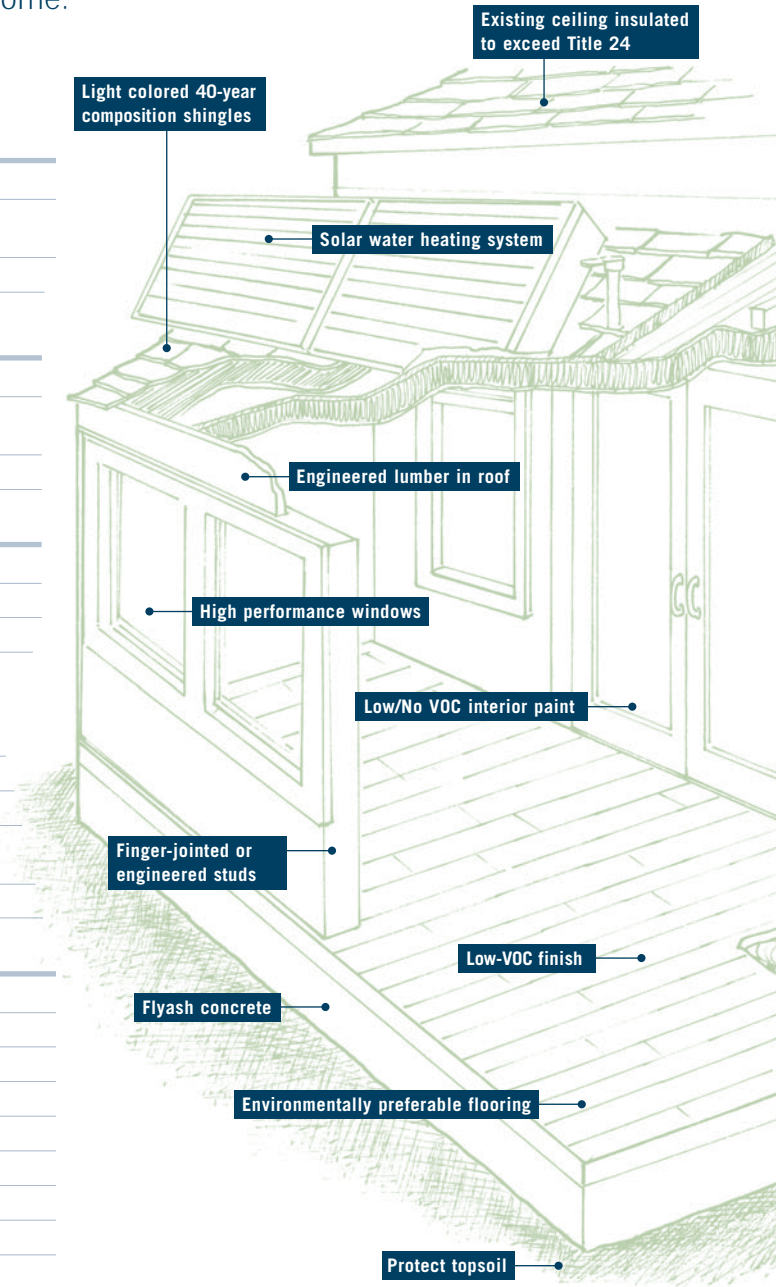 ome.
Existing ceiling insulated
to exceed Title 24
Light colored 40-year
composition shingles
Solar water heating system
Engineered lumber in roof
High performance windows
Low/No VOC interior paint
Finger-jointed or
engineered studs
Low-VOC finish
Flyash concrete
Environmentally preferable flooring
Protect topsoil